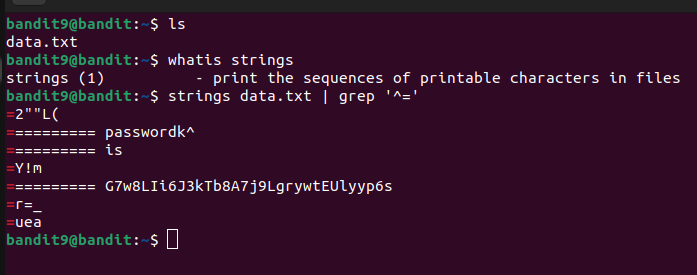 bandit9@bandit:~$ ls
data.txt
bandit9@bandit:~$ whatis strings
strings (1)          - print the sequences of printable characters in files
bandit9@bandit:~$ strings data.txt | grep '^='
=2""L(
========== passwordk^
========== is
=Y!m
========== G7w8LIi6J3kTb8A7j9LgrywtEUlyyp6s
=r=_
=uea
bandit9@bandit:~$